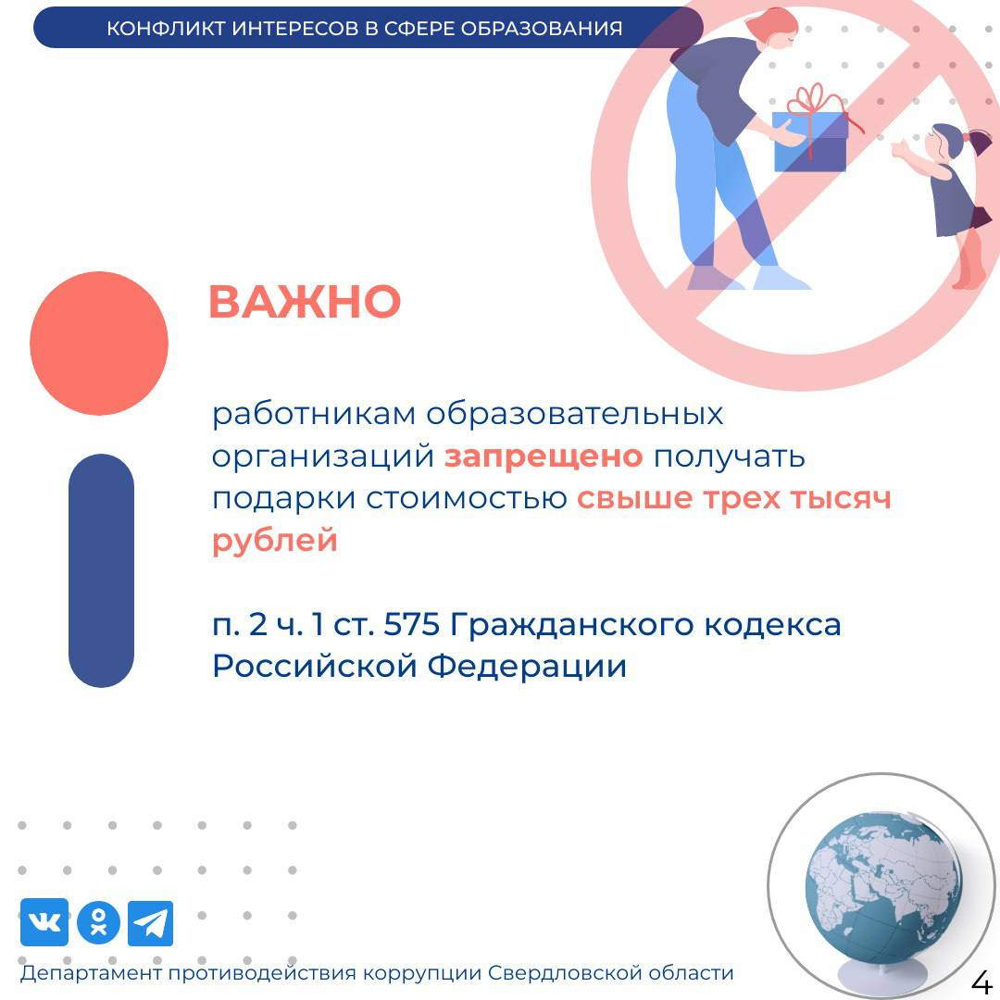 КОНФЛИКТ ИНТЕРЕСОВ В СФЕРЕ ОБРАЗОВАНИЯ
ВАЖНО
работникам образовательных
организаций запрещено получать
подарки стоимостью свыше трех тысяч
рублей
п. 2 ч. 1 ст. 575 Гражданского кодекса
Российской Федерации
Департамент противодействия коррупции Свердловской области
4